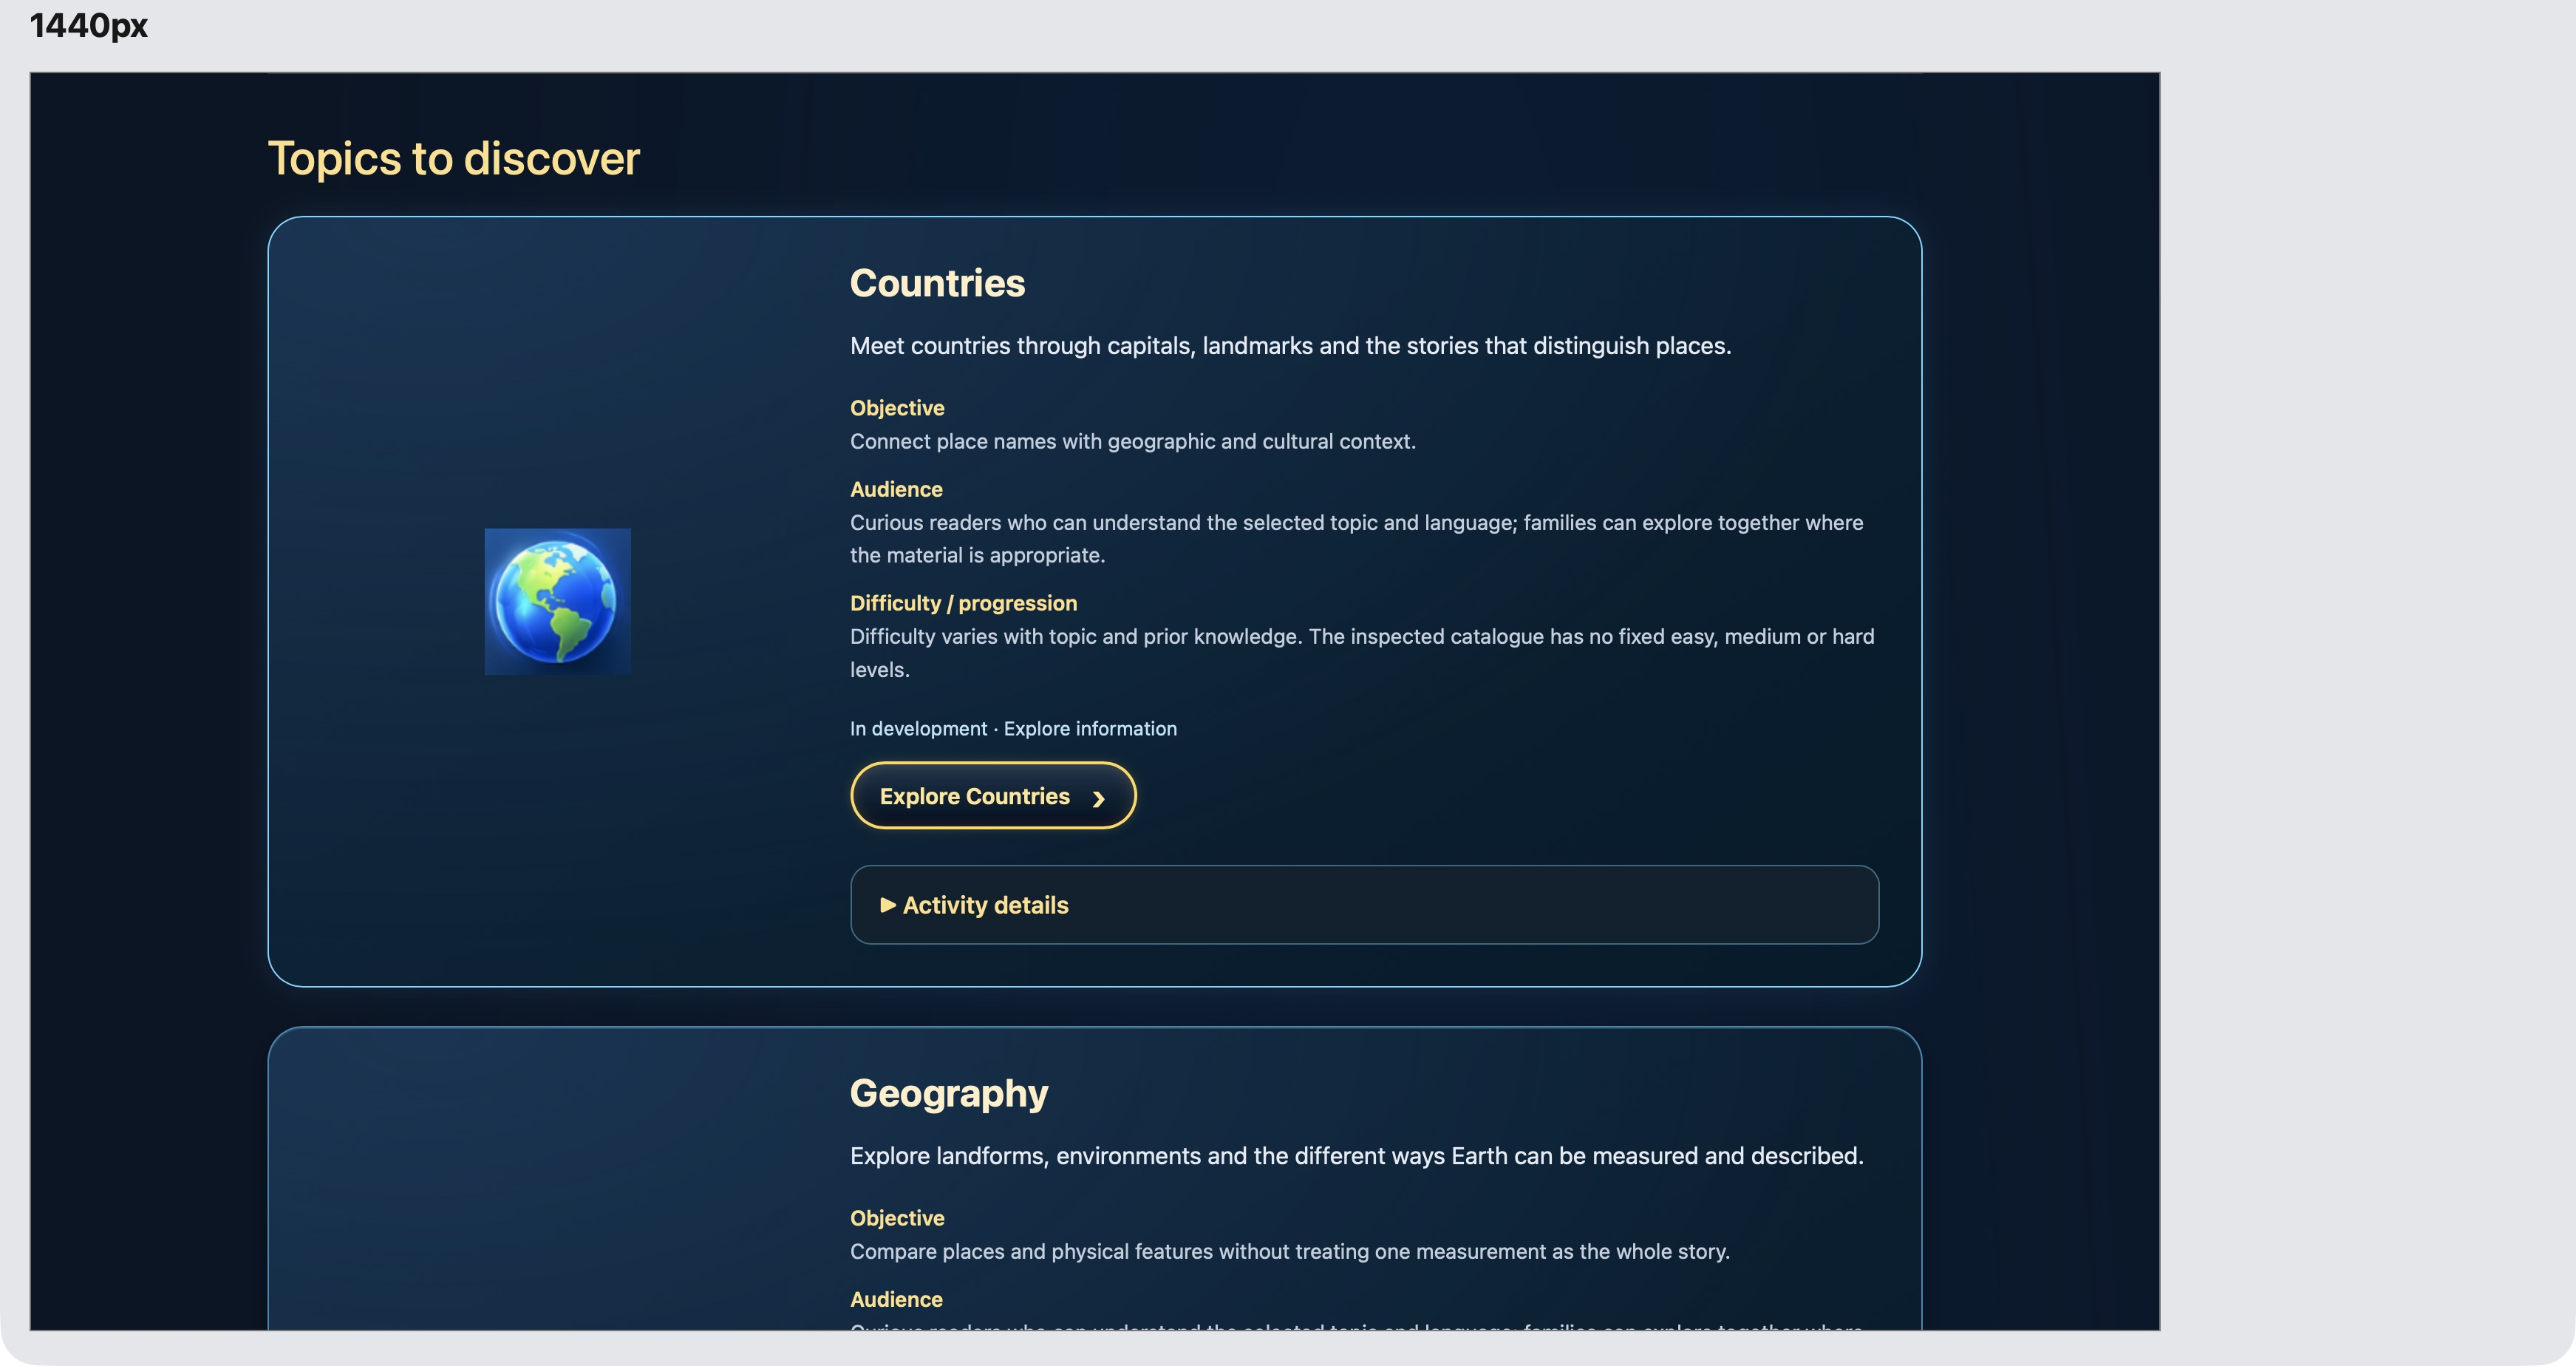 1440px
Topics to discover
Countries
Meet countries through capitals, landmarks and the stories that distinguish places.
Objective
Connect place names with geographic and cultural context.
Audience
Curious readers who can understand the selected topic and language; families can explore together where
the material is appropriate.
Difficulty / progression
Difficulty varies with topic and prior knowledge. The inspected catalogue has no fixed easy, medium or hard
levels.
In development · Explore information
Explore Countries ›
▶ Activity details
Geography
Explore landforms, environments and the different ways Earth can be measured and described.
Objective
Compare places and physical features without treating one measurement as the whole story.
Audience